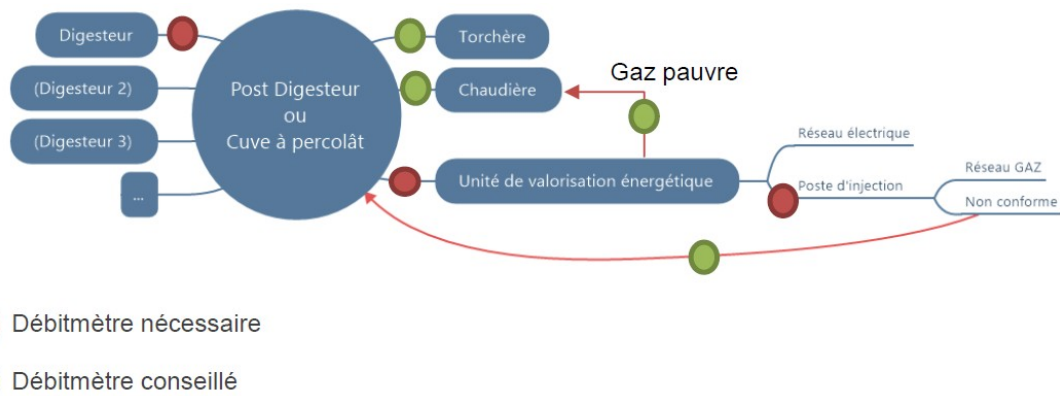 Digesteur
(Digesteur 2)
(Digesteur 3)
...
Post Digesteur
ou
Cuve à percolât
Torchère
Chaudière
Gaz pauvre
Unité de valorisation énergétique
Réseau électrique
Poste d'injection
Réseau GAZ
Non conforme
Débitmètre nécessaire
Débitmètre conseillé